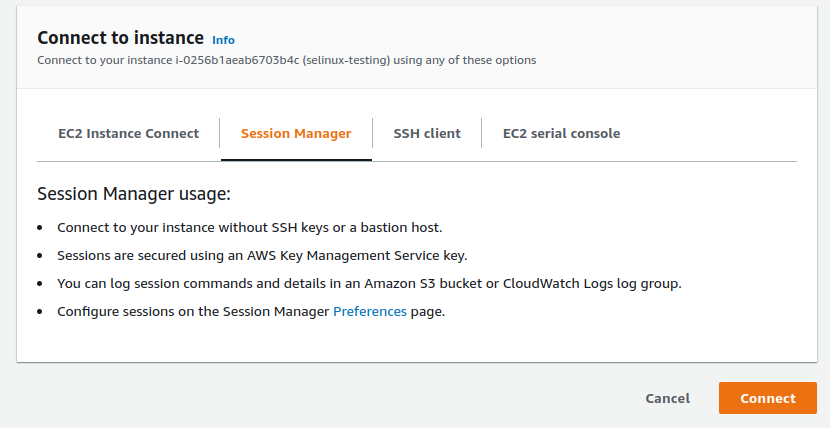 Connect to instance Info
Connect to your instance i-0256b1aeab6703b4c (selinux-testing) using any of these options
EC2 Instance Connect
Session Manager
SSH client
EC2 serial console
Session Manager usage:
Connect to your instance without SSH keys or a bastion host.
Sessions are secured using an AWS Key Management Service key.
You can log session commands and details in an Amazon S3 bucket or CloudWatch Logs log group.
Configure sessions on the Session Manager Preferences page.
Cancel
Connect